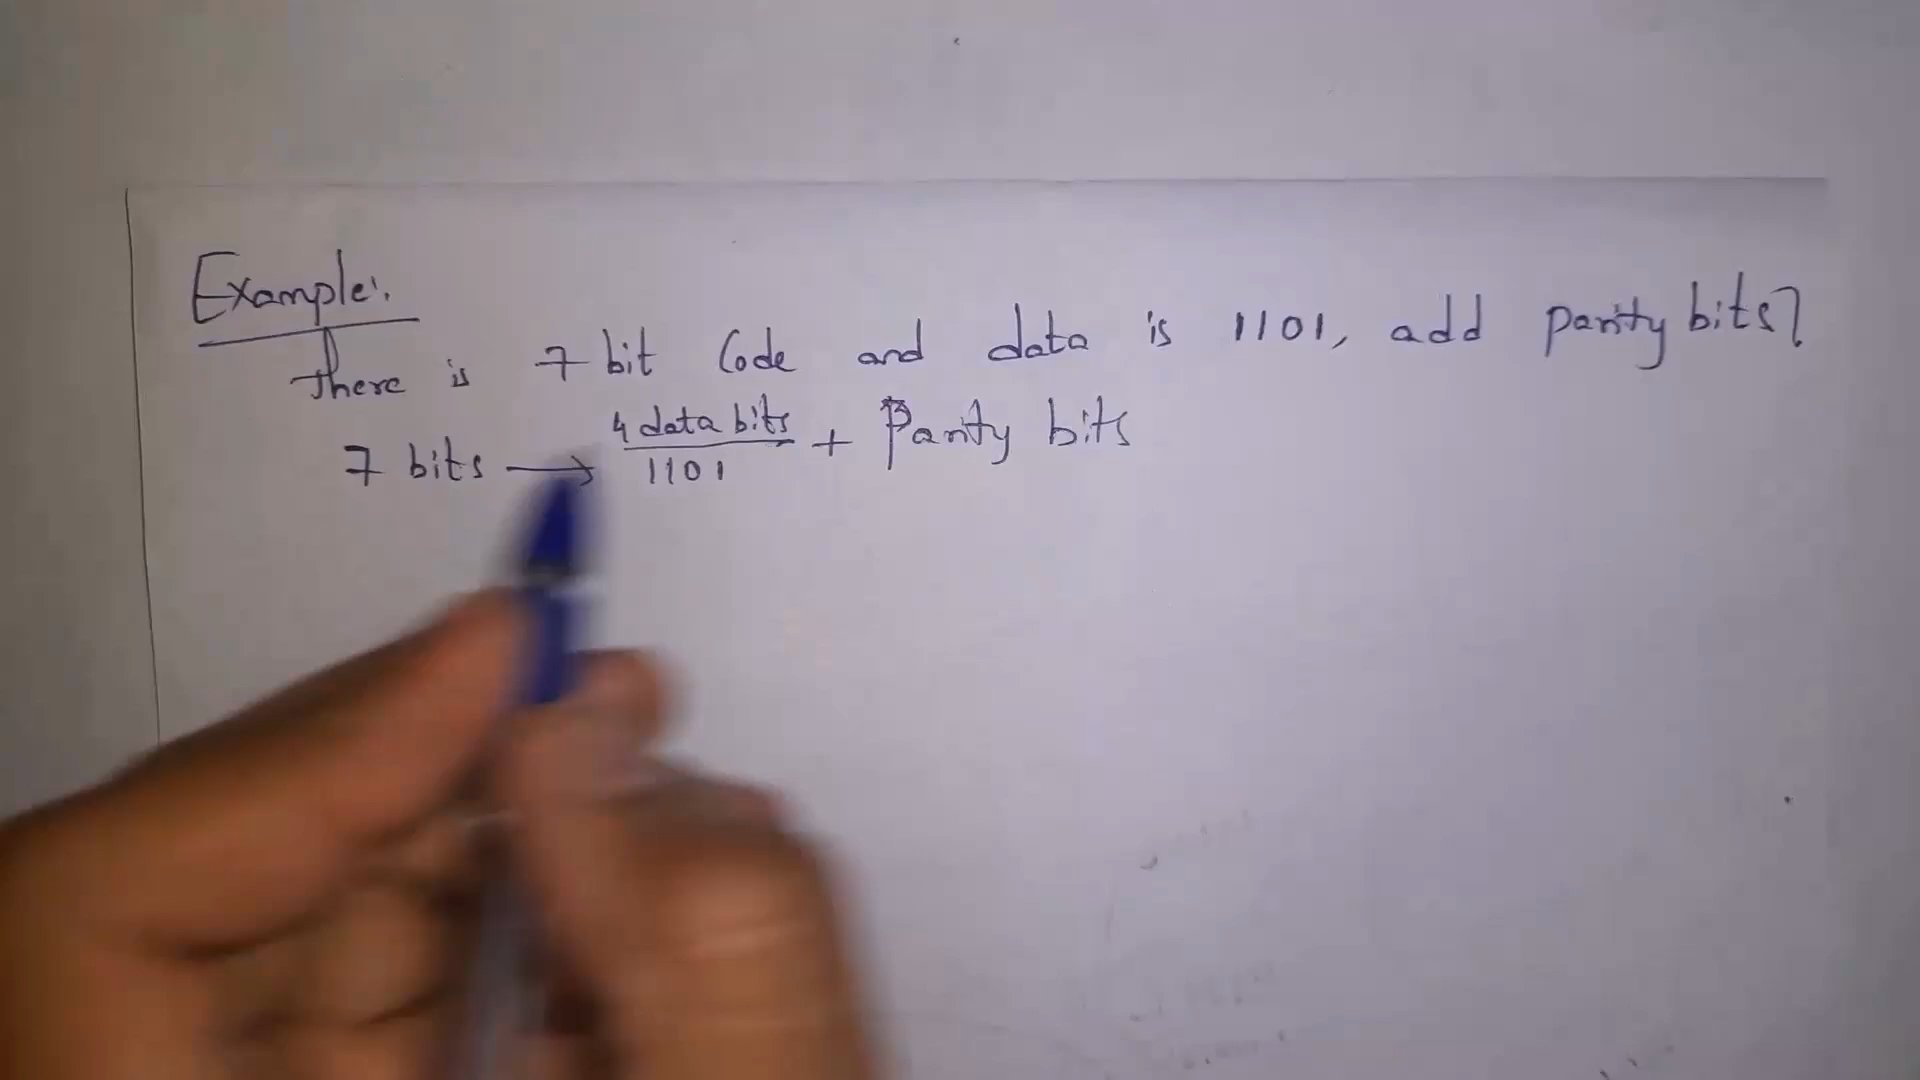 Example:
There is 7 bit Code and data is 1101, add parity bits?
7 bits → 4 data bits + Parity bits
1101